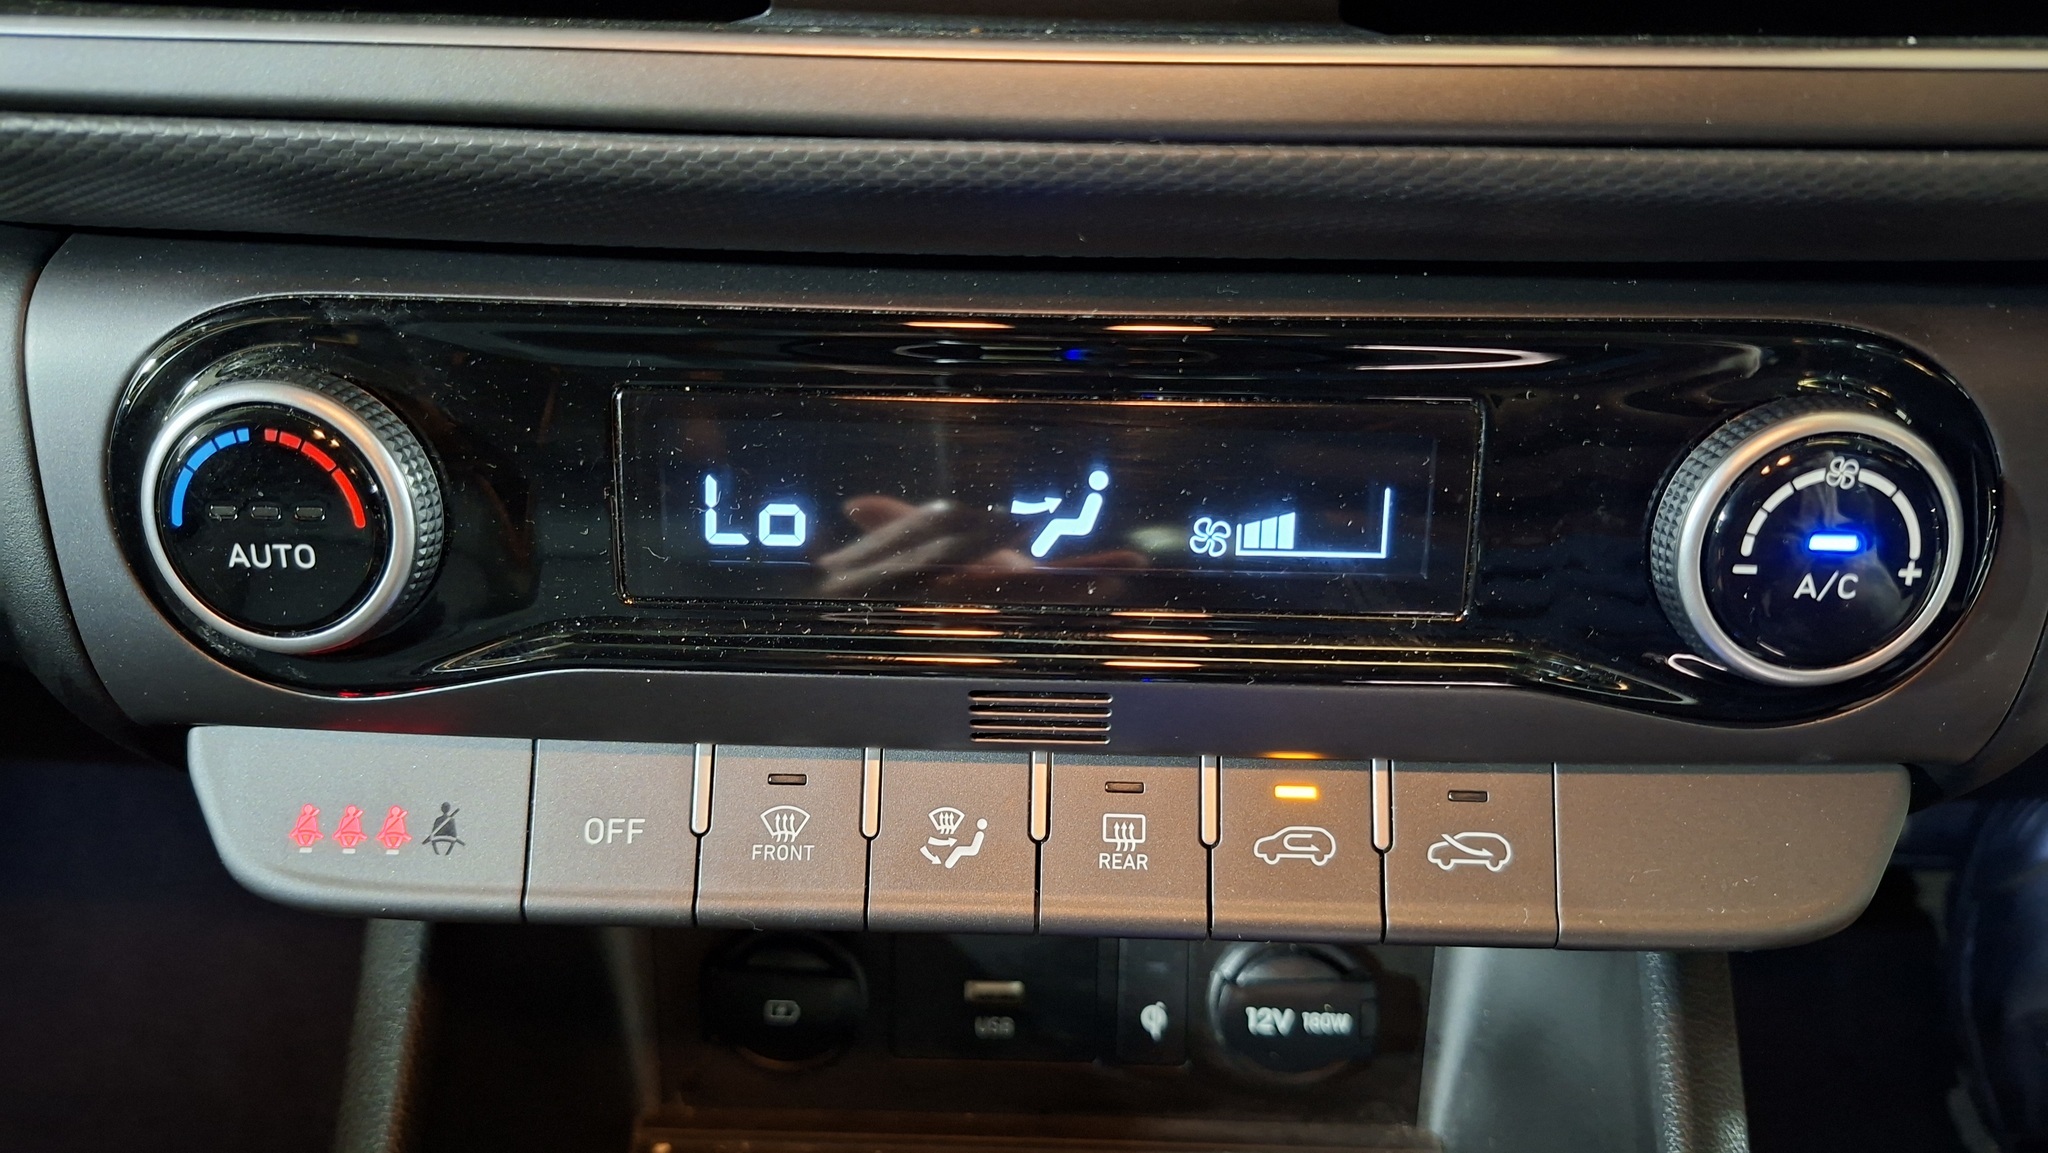 Lo
AUTO
- +
A/C
OFF
FRONT
REAR
USB
12V 180W